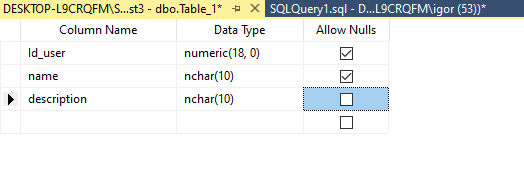 DESKTOP-L9CRQFM\S...st3 - dbo.Table_1* SQLQuery1.sql - D...L9CRQFM\igor (53))*
Column Name Data Type Allow Nulls
Id_user numeric(18, 0)
name nchar(10)
description nchar(10)